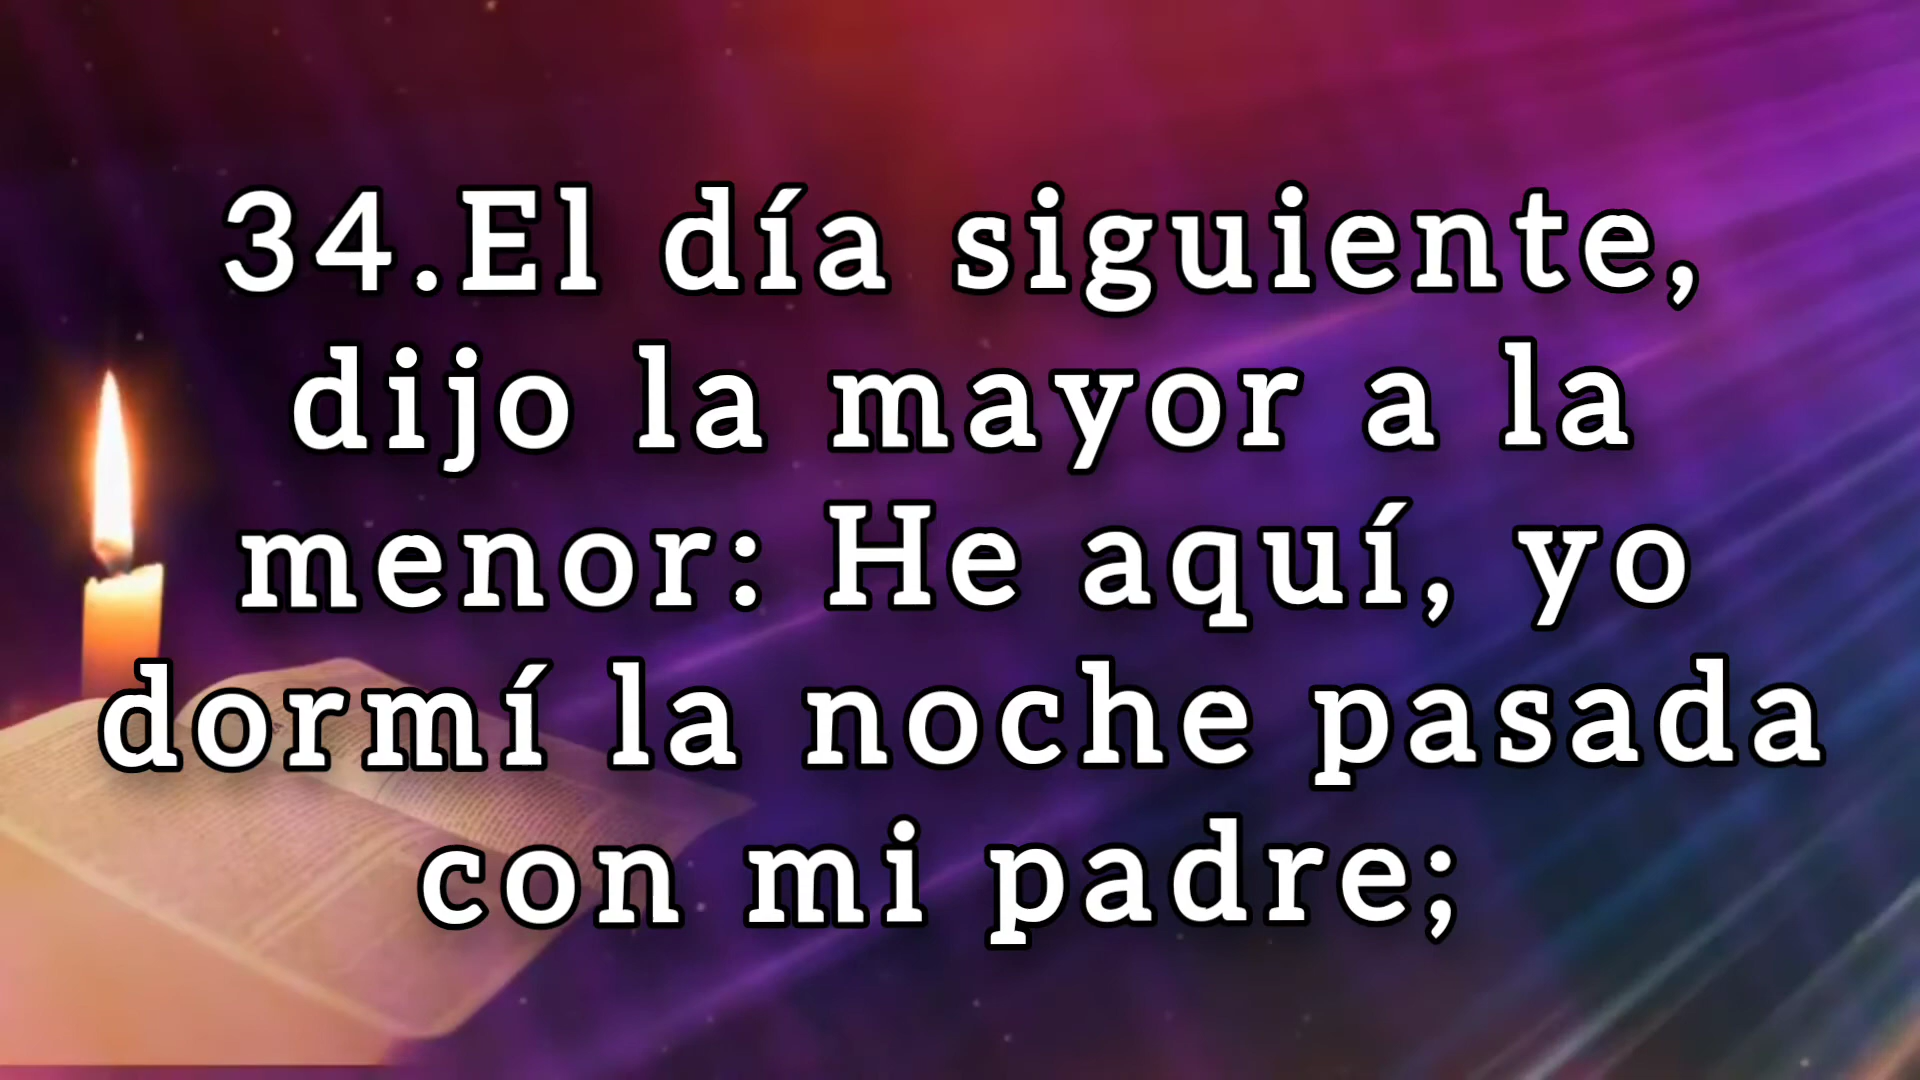 34.El día siguiente,
dijo la mayor a la
menor: He aquí, yo
dormí la noche pasada
con mi padre;